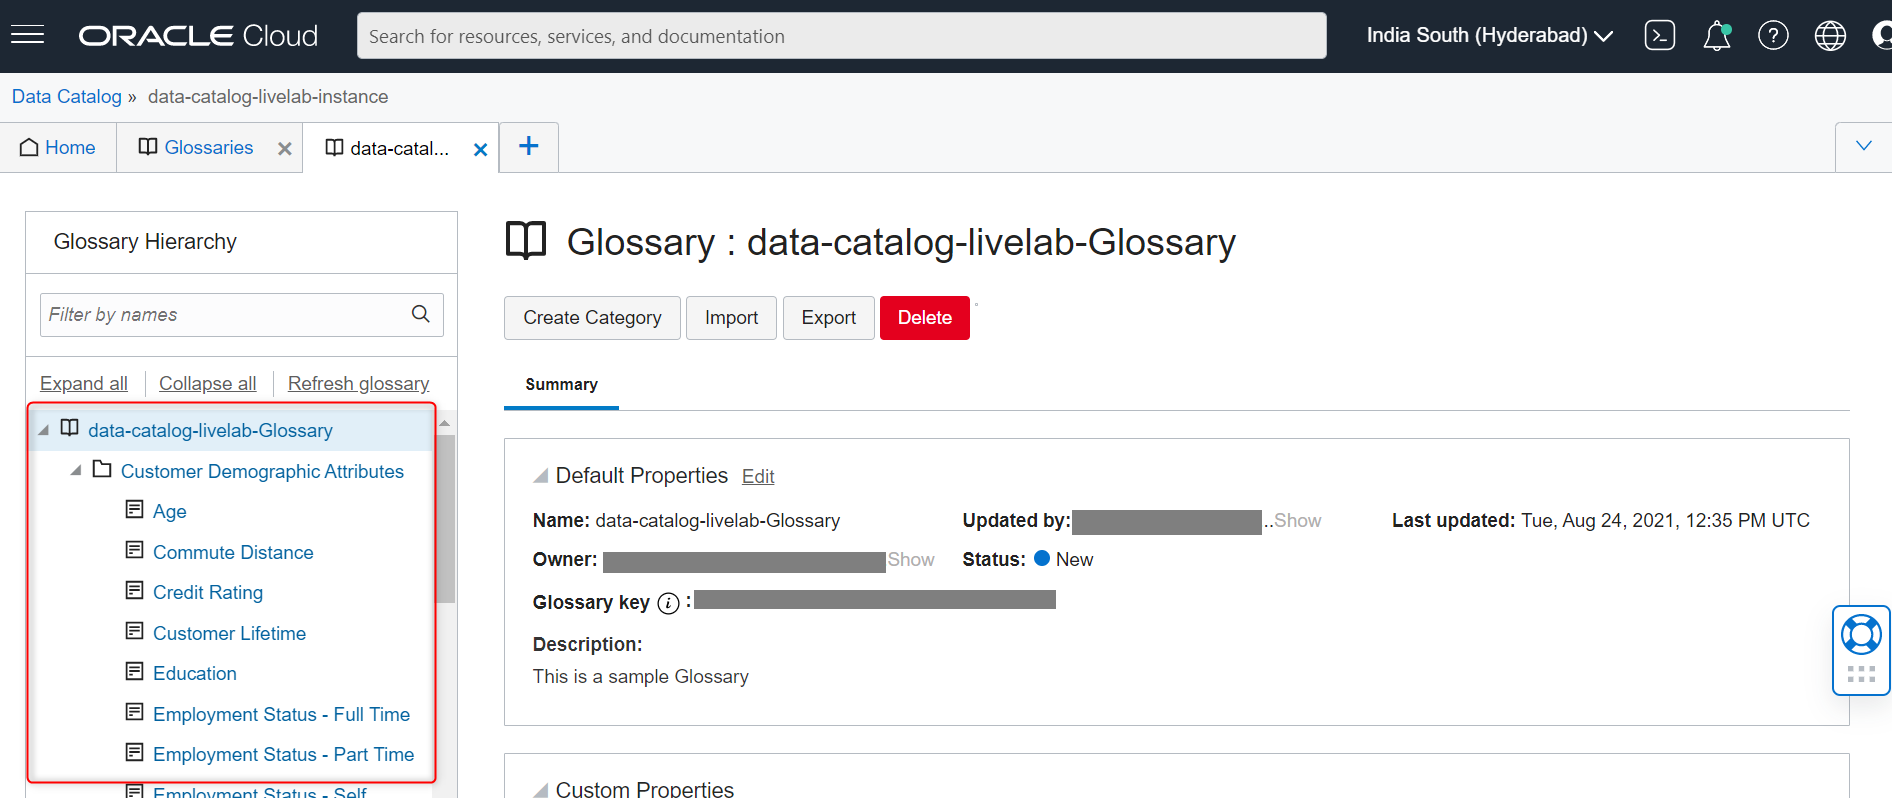 ORACLE Cloud
Search for resources, services, and documentation
India South (Hyderabad)
Data Catalog » data-catalog-livelab-instance
Home
Glossaries
data-catal...
Glossary Hierarchy
Filter by names
Expand all
Collapse all
Refresh glossary
data-catalog-livelab-Glossary
Customer Demographic Attributes
Age
Commute Distance
Credit Rating
Customer Lifetime
Education
Employment Status - Full Time
Employment Status - Part Time
Employment Status - Self
Glossary : data-catalog-livelab-Glossary
Create Category
Import
Export
Delete
Summary
Default Properties Edit
Name: data-catalog-livelab-Glossary
Updated by: ..Show
Last updated: Tue, Aug 24, 2021, 12:35 PM UTC
Owner: Show
Status: New
Glossary key i :
Description:
This is a sample Glossary
Custom Properties